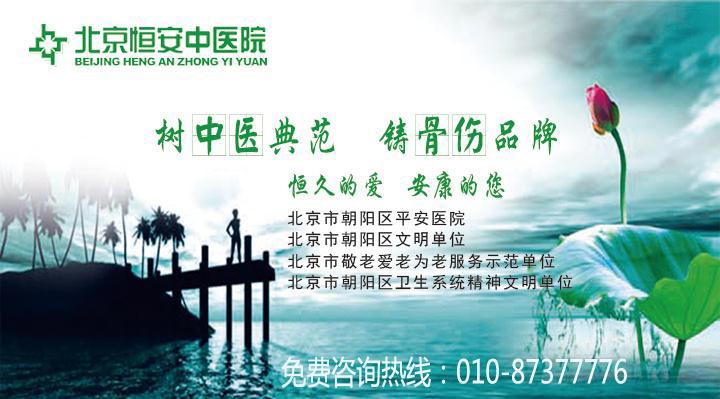 北京恒安中医院
BEIJING HENG AN ZHONG YI YUAN
树中医典范 铸骨伤品牌
恒久的爱 安康的您
北京市朝阳区平安医院
北京市朝阳区文明单位
北京市敬老爱老为老服务示范单位
北京市朝阳区卫生系统精神文明单位
免费咨询热线：010-87377776